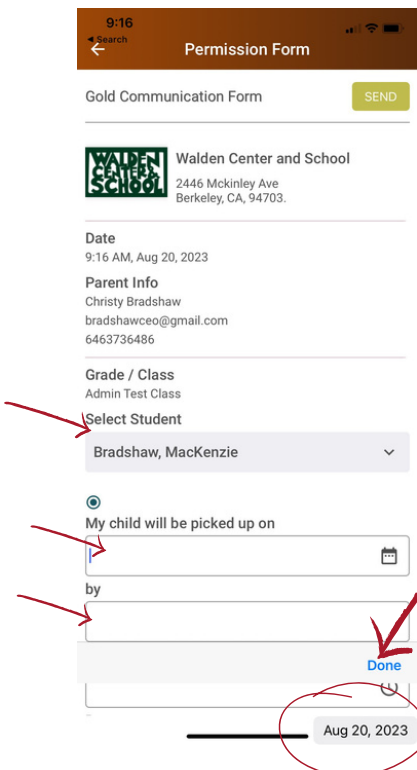 9:16
Search
Permission Form
Gold Communication Form
SEND
WALDEN
CENTER &
SCHOOL
Walden Center and School
2446 Mckinley Ave
Berkeley, CA, 94703.
Date
9:16 AM, Aug 20, 2023
Parent Info
Christy Bradshaw
bradshawceo@gmail.com
6463736486
Grade / Class
Admin Test Class
Select Student
Bradshaw, MacKenzie
My child will be picked up on
by
Done
Aug 20, 2023